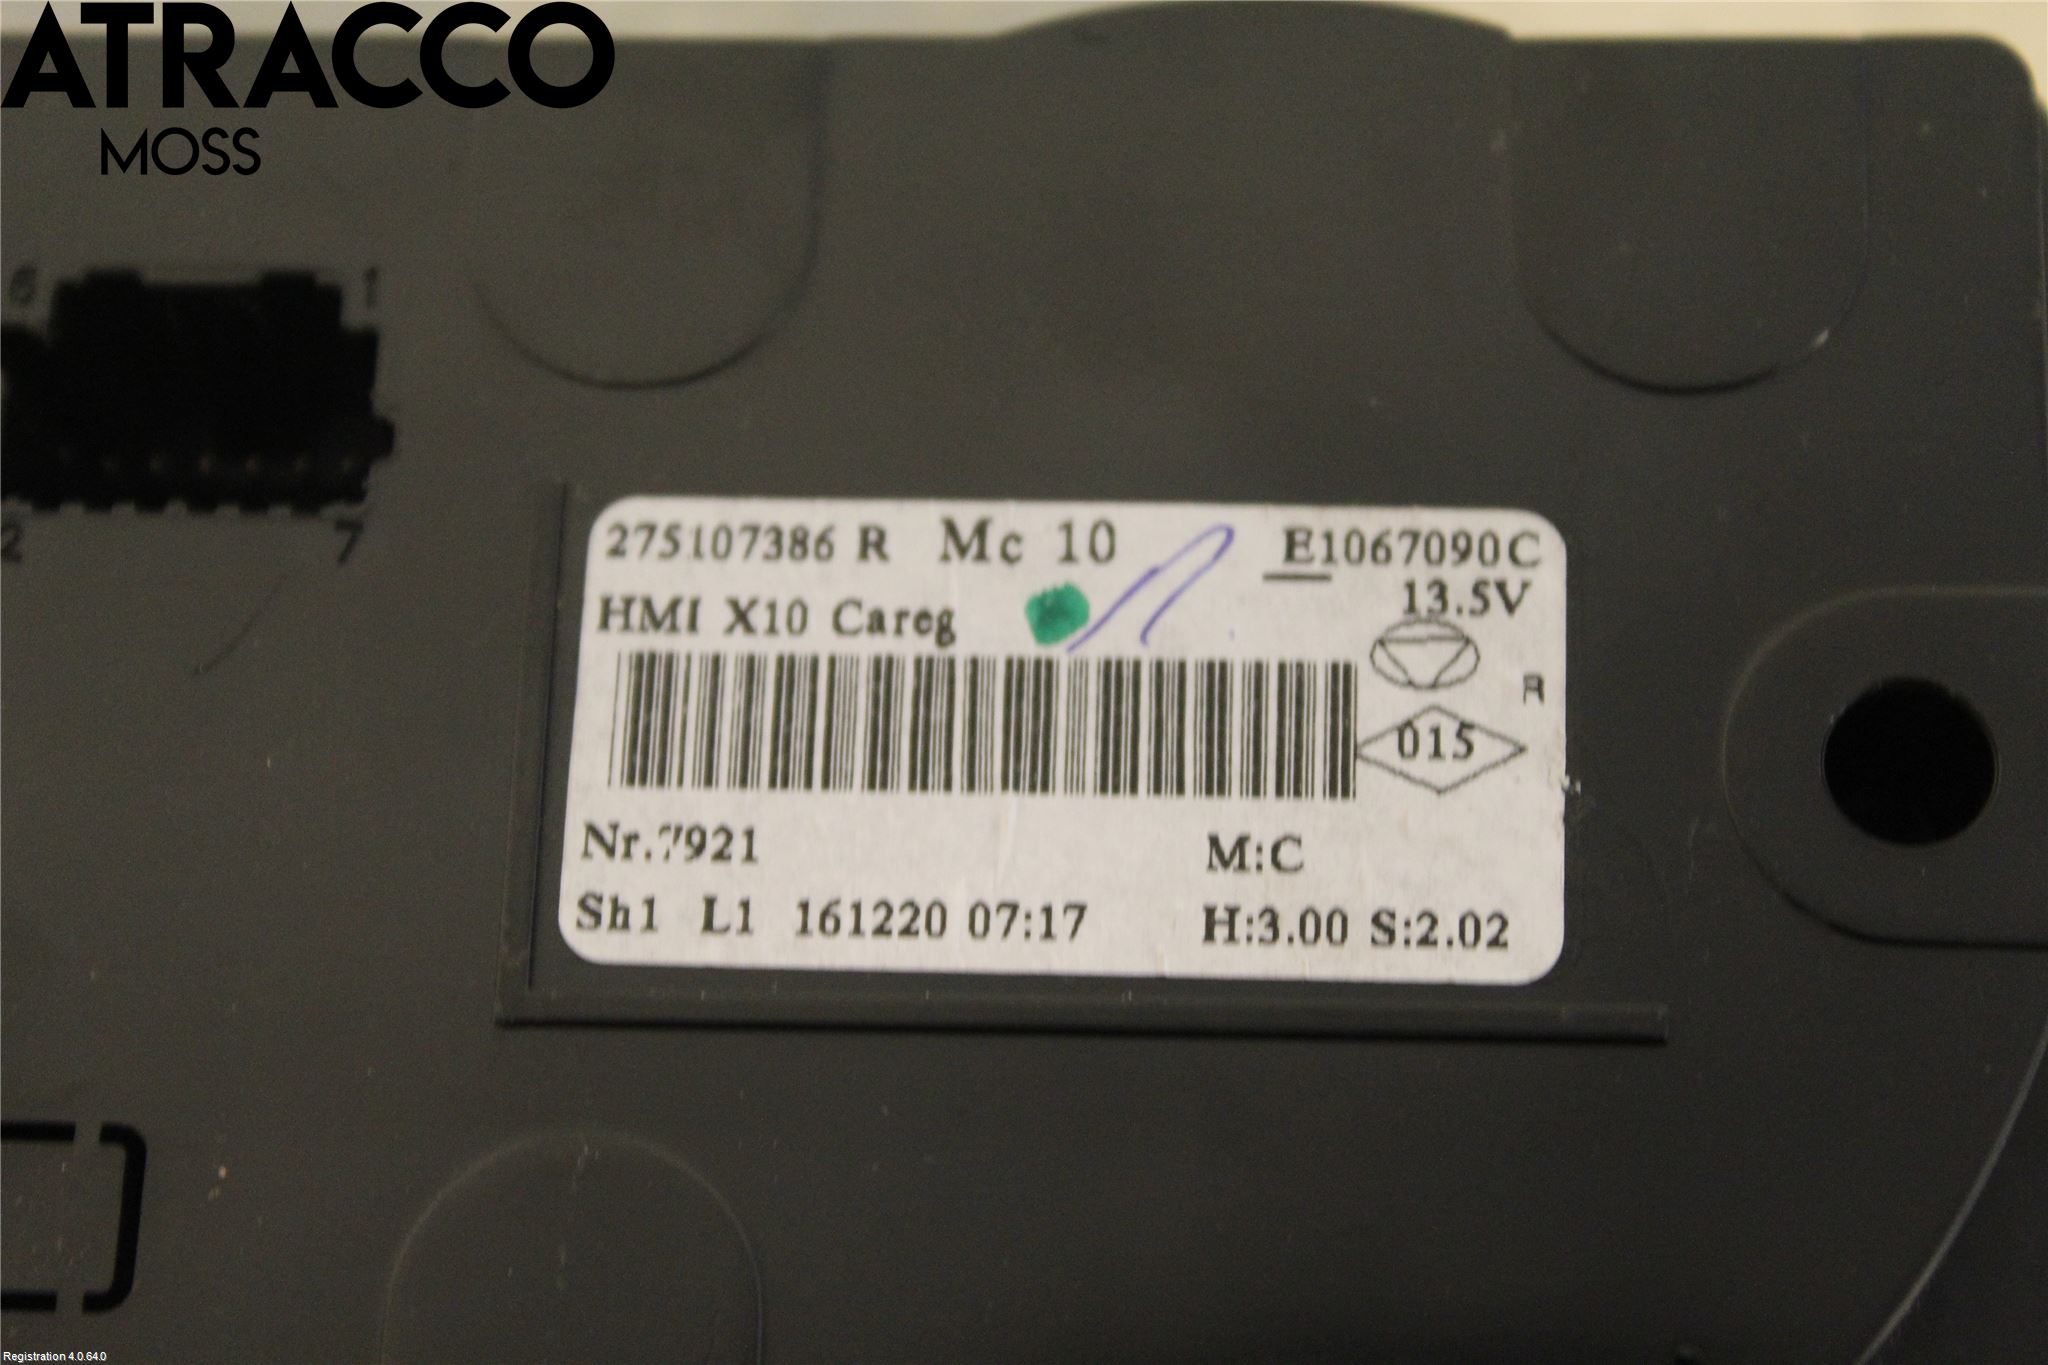 ATRACCO
MOSS
6 1
2 7
275107386 R Mc 10 E1067090C
13.5V
HMI X10 Careg
R
015
Nr.7921 M:C
Sh1 L1 161220 07:17 H:3.00 S:2.02
Registration 4.0.64.0